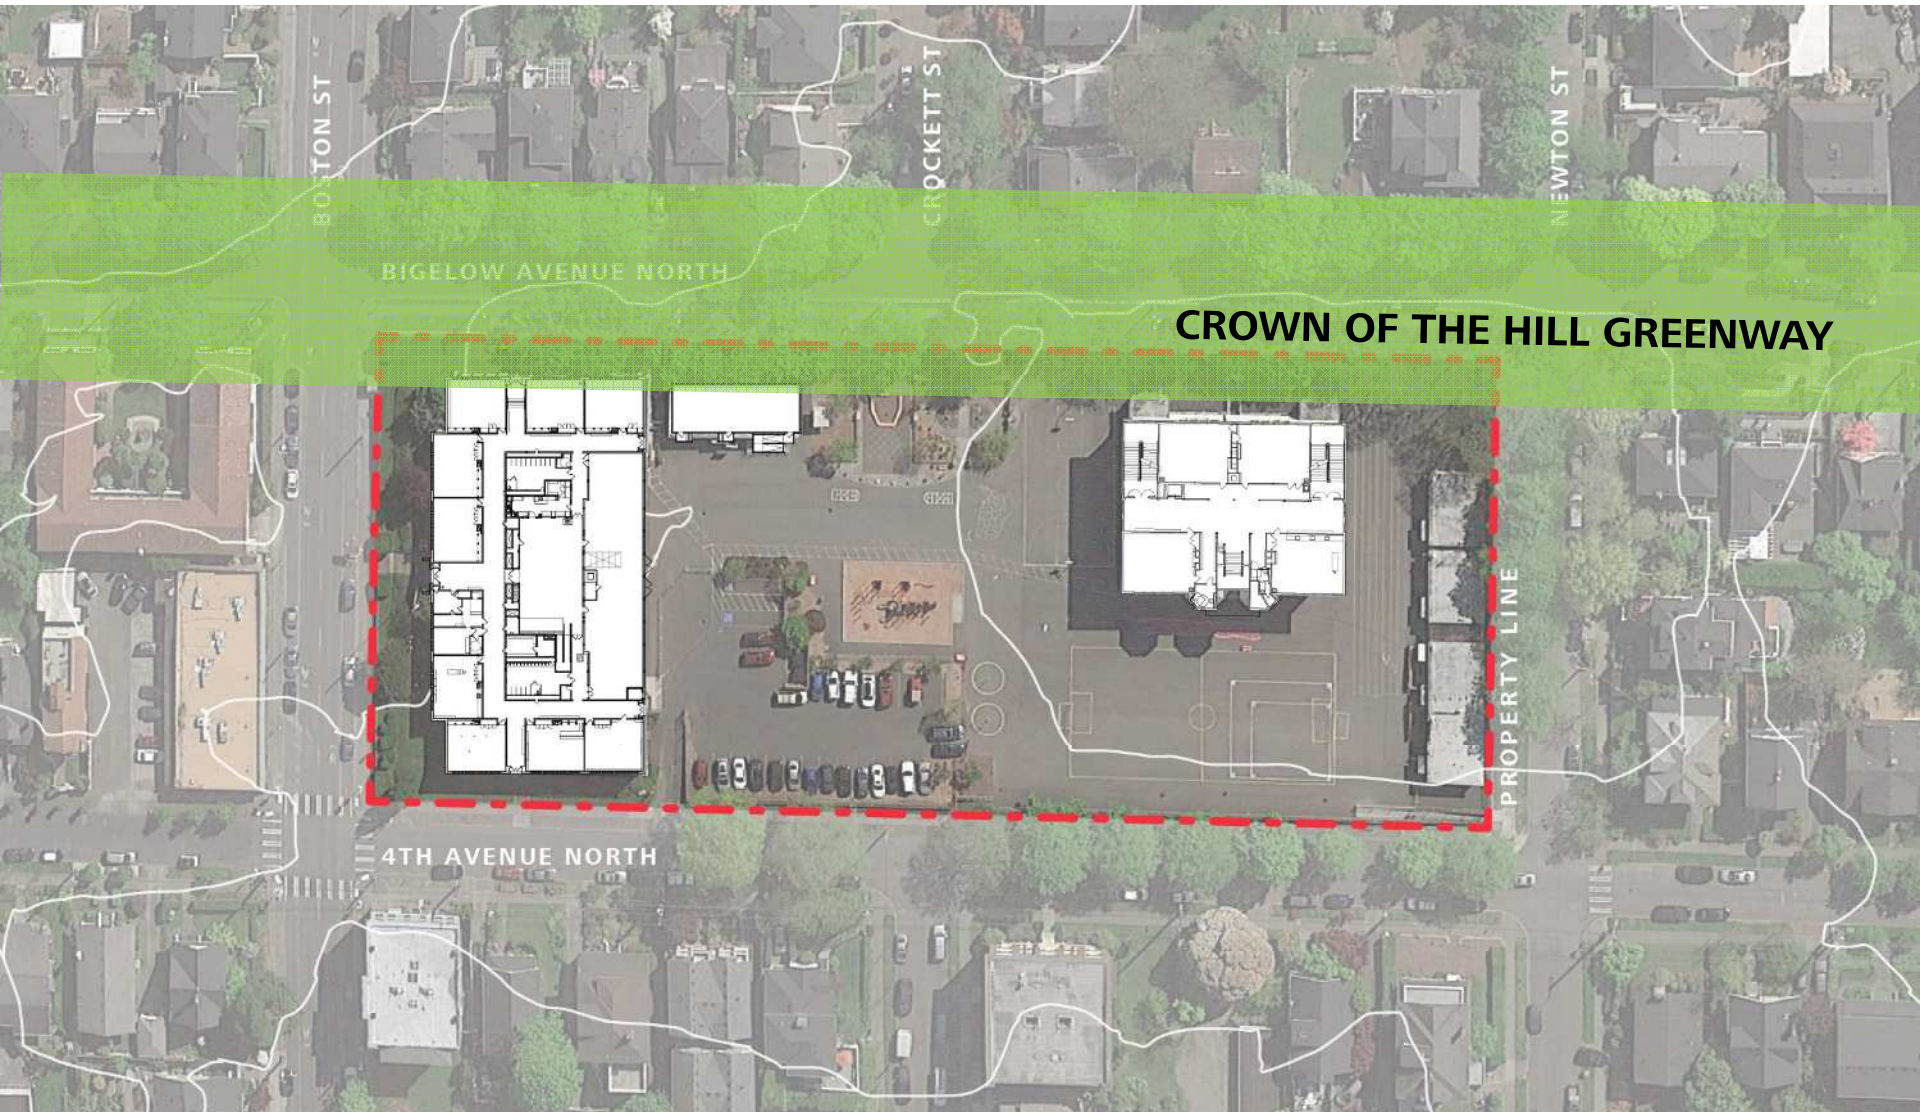 BOSTON ST
CROCKETT ST
NEWTON ST
BIGELOW AVENUE NORTH
CROWN OF THE HILL GREENWAY
PROPERTY LINE
4TH AVENUE NORTH